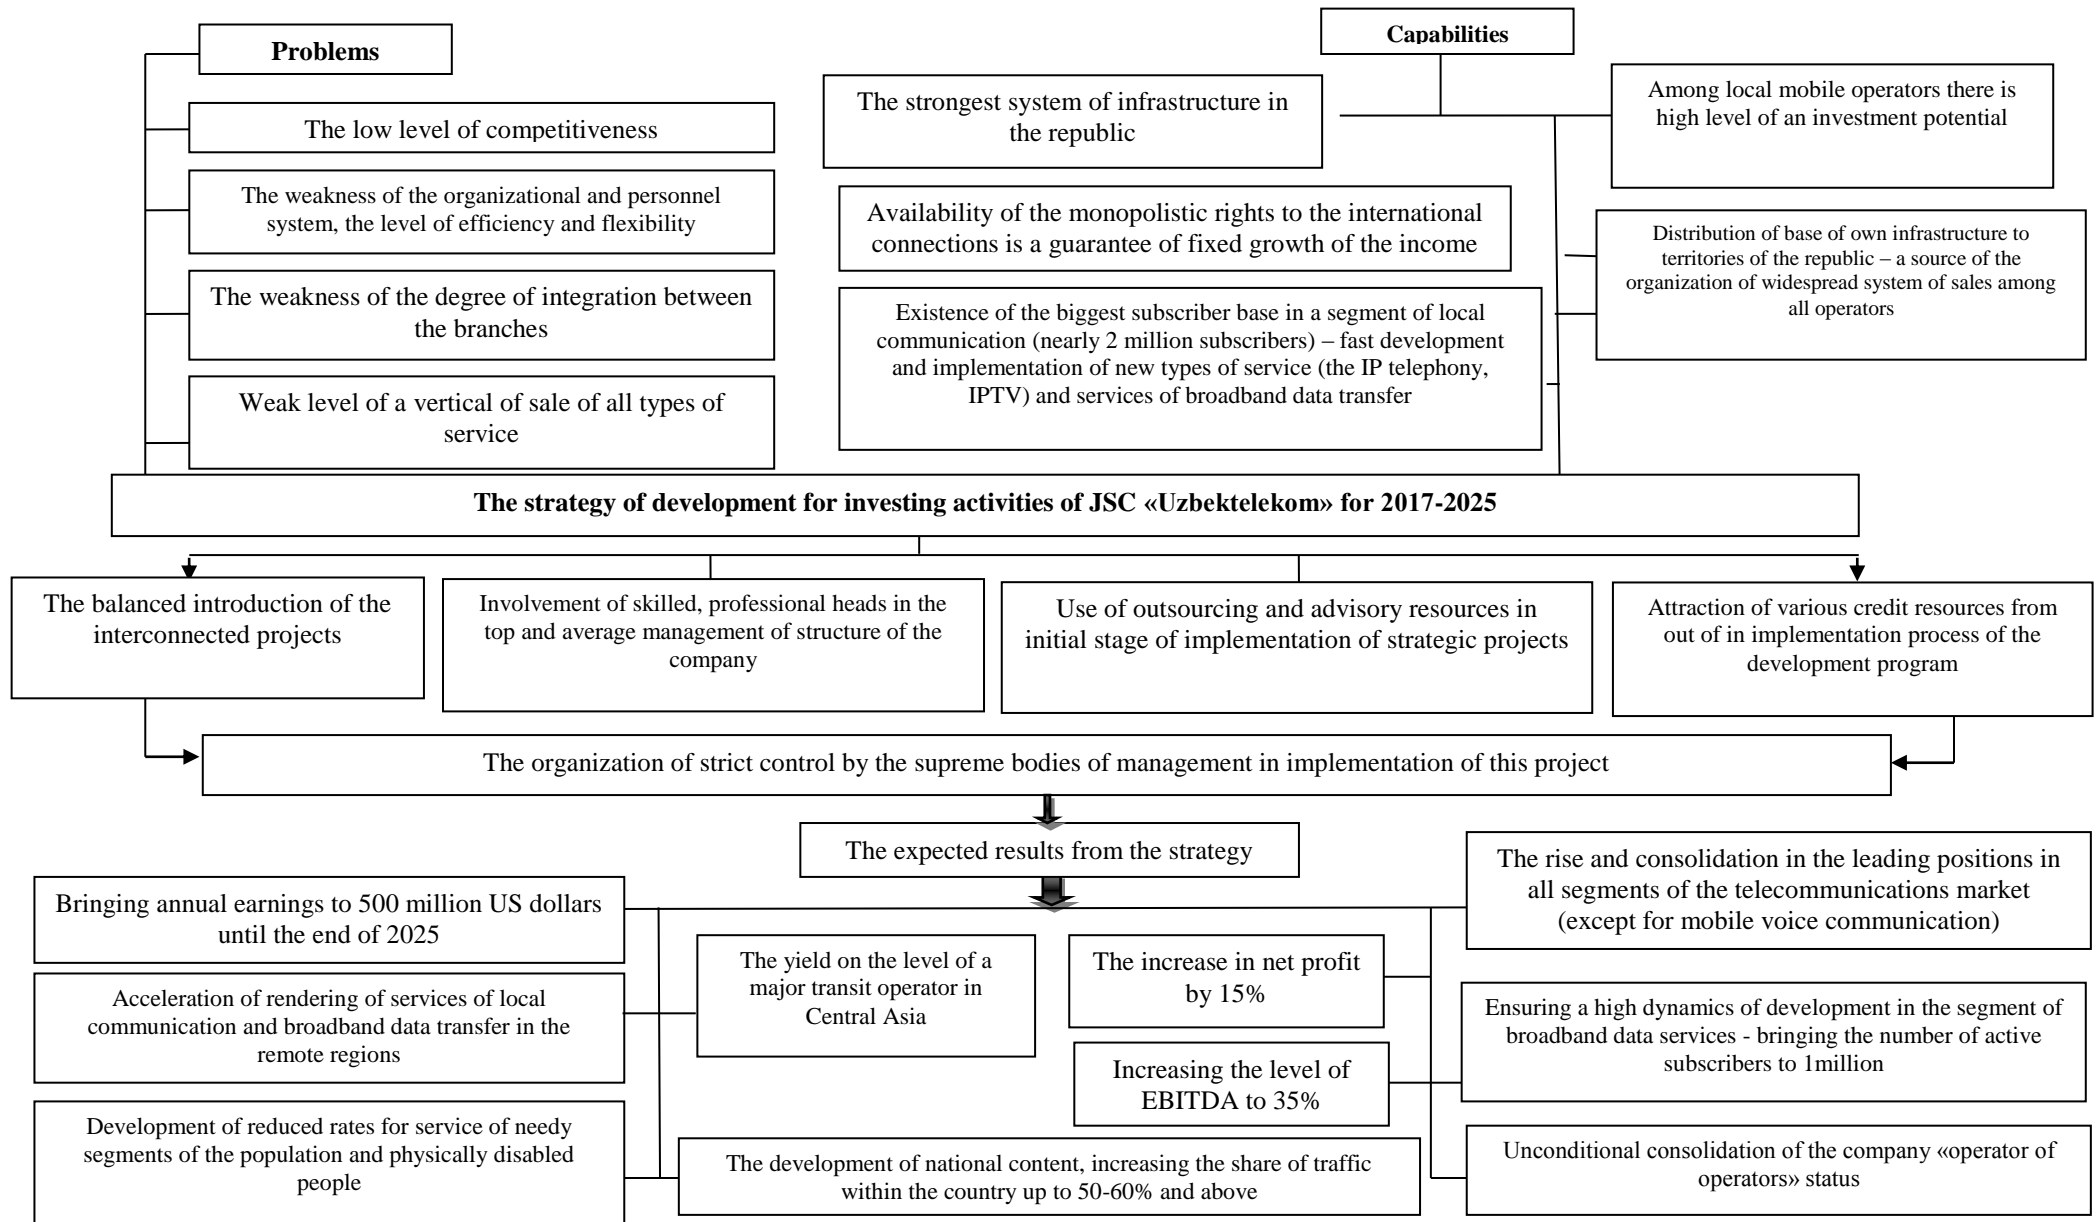 Problems
The low level of competitiveness
The weakness of the organizational and personnel
system, the level of efficiency and flexibility
The weakness of the degree of integration between
the branches
Weak level of a vertical of sale of all types of
service
Capabilities
The strongest system of infrastructure in
the republic
Among local mobile operators there is
high level of an investment potential
Availability of the monopolistic rights to the international
connections is a guarantee of fixed growth of the income
Distribution of base of own infrastructure to
territories of the republic – a source of the
organization of widespread system of sales among
all operators
Existence of the biggest subscriber base in a segment of local
communication (nearly 2 million subscribers) – fast development
and implementation of new types of service (the IP telephony,
IPTV) and services of broadband data transfer
The strategy of development for investing activities of JSC «Uzbektelekom» for 2017-2025
The balanced introduction of the
interconnected projects
Involvement of skilled, professional heads in the
top and average management of structure of the
company
Use of outsourcing and advisory resources in
initial stage of implementation of strategic projects
Attraction of various credit resources from
out of in implementation process of the
development program
The organization of strict control by the supreme bodies of management in implementation of this project
The expected results from the strategy
Bringing annual earnings to 500 million US dollars
until the end of 2025
Acceleration of rendering of services of local
communication and broadband data transfer in the
remote regions
Development of reduced rates for service of needy
segments of the population and physically disabled
people
The yield on the level of a
major transit operator in
Central Asia
The increase in net profit
by 15%
Increasing the level of
EBITDA to 35%
The development of national content, increasing the share of traffic
within the country up to 50-60% and above
The rise and consolidation in the leading positions in
all segments of the telecommunications market
(except for mobile voice communication)
Ensuring a high dynamics of development in the segment of
broadband data services - bringing the number of active
subscribers to 1million
Unconditional consolidation of the company «operator of
operators» status